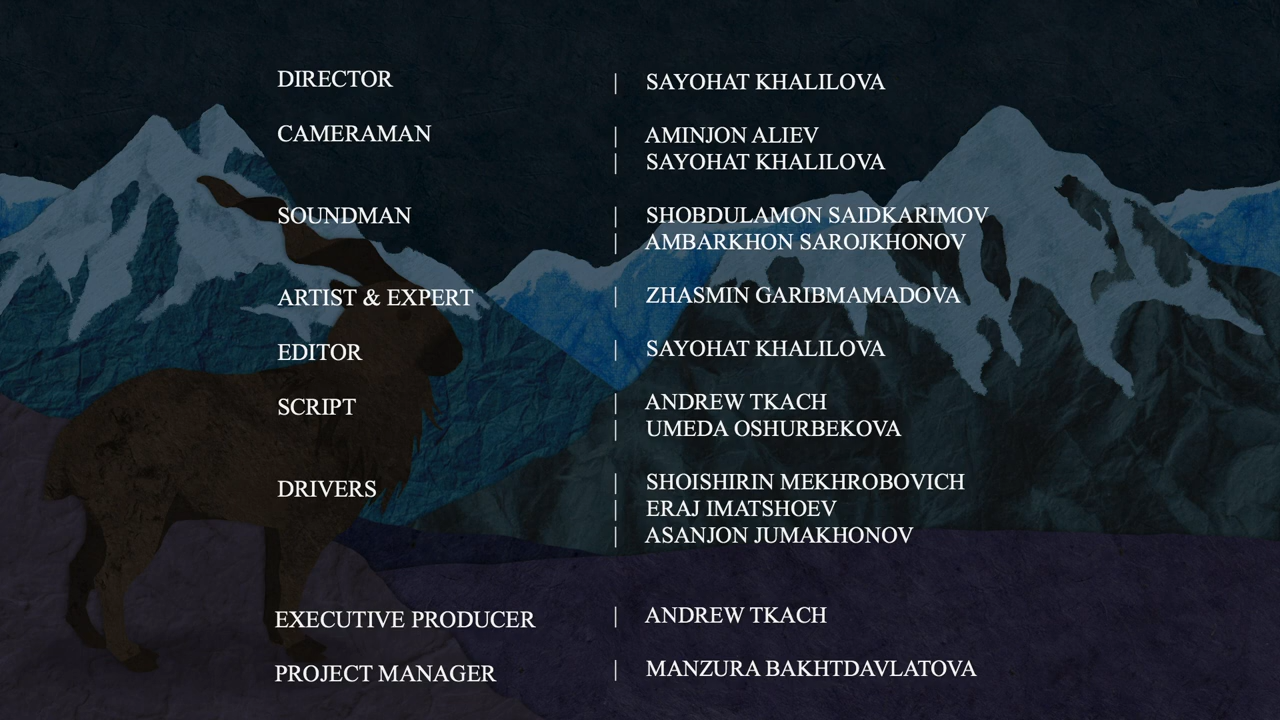 DIRECTOR | SAYOHAT KHALILOVA
CAMERAMAN | AMINJON ALIEV
| SAYOHAT KHALILOVA
SOUNDMAN | SHOBDULAMON SAIDKARIMOV
| AMBARKHON SAROJKHONOV
ARTIST & EXPERT | ZHASMIN GARIBMAMADOVA
EDITOR | SAYOHAT KHALILOVA
SCRIPT | ANDREW TKACH
| UMEDA OSHURBEKOVA
DRIVERS | SHOISHIRIN MEKHROBOVICH
| ERAJ IMATSHOEV
| ASANJON JUMAKHONOV
EXECUTIVE PRODUCER | ANDREW TKACH
PROJECT MANAGER | MANZURA BAKHTDAVLATOVA